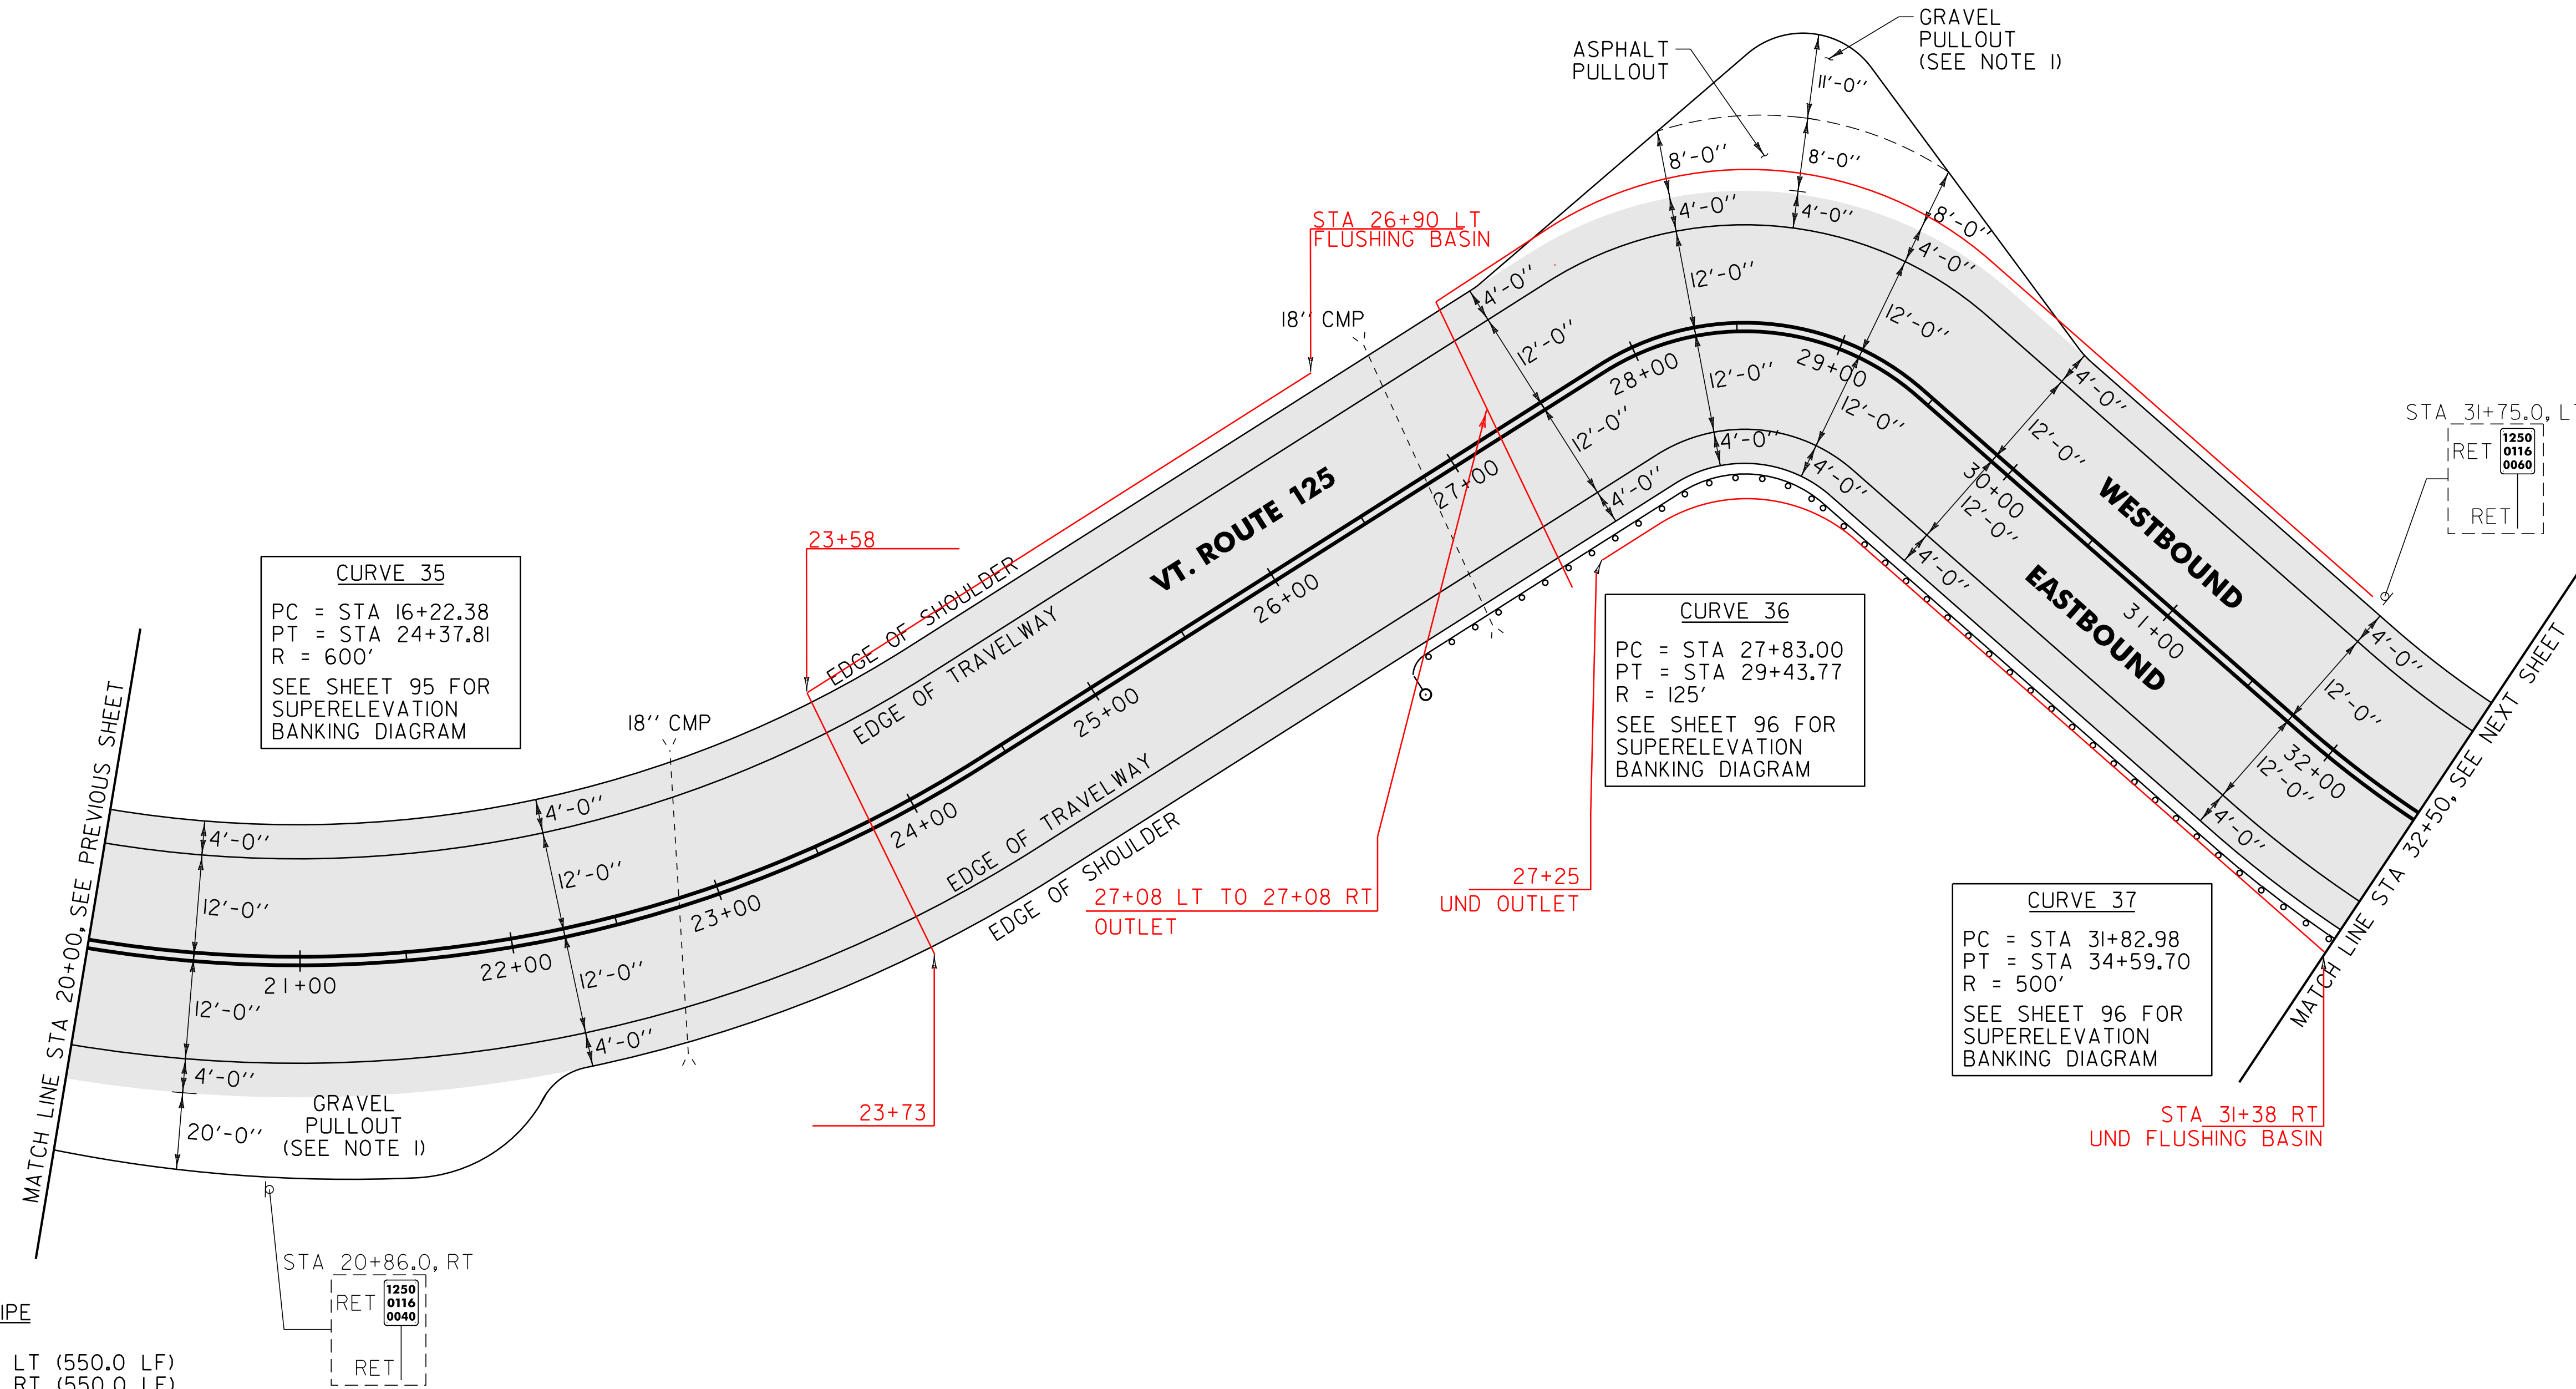 GRAVEL
PULLOUT
(SEE NOTE 1)
ASPHALT
PULLOUT
11'-0"
8'-0"
8'-0"
8'-0"
4'-0"
4'-0"
4'-0"
STA 26+90 LT
FLUSHING BASIN
18" CMP
4'-0"
12'-0"
12'-0"
4'-0"
12'-0"
12'-0"
4'-0"
12'-0"
12'-0"
4'-0"
27+00
28+00
29+00
30+00
31+00
32+00
4'-0"
12'-0"
12'-0"
4'-0"
WESTBOUND
EASTBOUND
STA 31+75.0, L
RET
1250
0116
0060
RET
4'-0"
12'-0"
12'-0"
4'-0"
MATCH LINE STA 32+50, SEE NEXT SHEET
VT. ROUTE 125
23+58
EDGE OF SHOULDER
EDGE OF TRAVELWAY
EDGE OF TRAVELWAY
EDGE OF SHOULDER
26+00
25+00
24+00
23+00
22+00
21+00
CURVE 35
PC = STA 16+22.38
PT = STA 24+37.81
R = 600'
SEE SHEET 95 FOR
SUPERELEVATION
BANKING DIAGRAM
CURVE 36
PC = STA 27+83.00
PT = STA 29+43.77
R = 125'
SEE SHEET 96 FOR
SUPERELEVATION
BANKING DIAGRAM
CURVE 37
PC = STA 31+82.98
PT = STA 34+59.70
R = 500'
SEE SHEET 96 FOR
SUPERELEVATION
BANKING DIAGRAM
18" CMP
MATCH LINE STA 20+00, SEE PREVIOUS SHEET
4'-0"
12'-0"
12'-0"
4'-0"
20'-0"
4'-0"
12'-0"
12'-0"
4'-0"
GRAVEL
PULLOUT
(SEE NOTE 1)
27+08 LT TO 27+08 RT
OUTLET
27+25
UND OUTLET
23+73
STA 31+38 RT
UND FLUSHING BASIN
STA 20+86.0, RT
RET
1250
0116
0040
RET
IPE
LT (550.0 LF)
RT (550.0 LF)